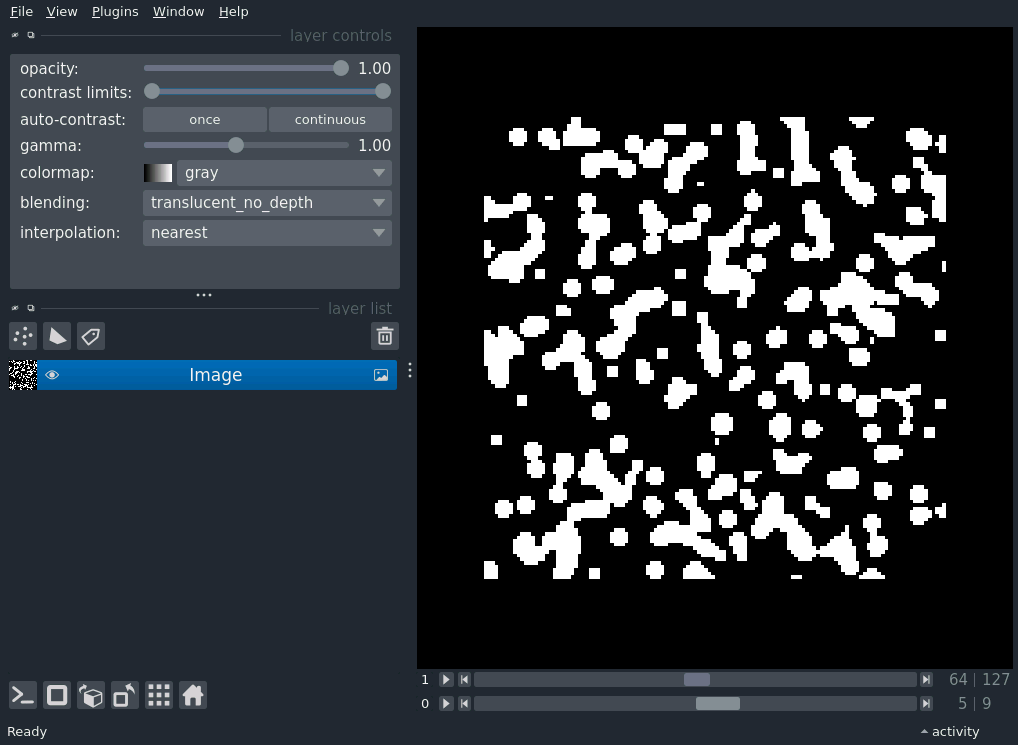 File View Plugins Window Help
layer controls
opacity: 1.00
contrast limits:
auto-contrast: once continuous
gamma: 1.00
colormap: gray
blending: translucent_no_depth
interpolation: nearest
layer list
Image
1 64 | 127
0 5 | 9
Ready activity